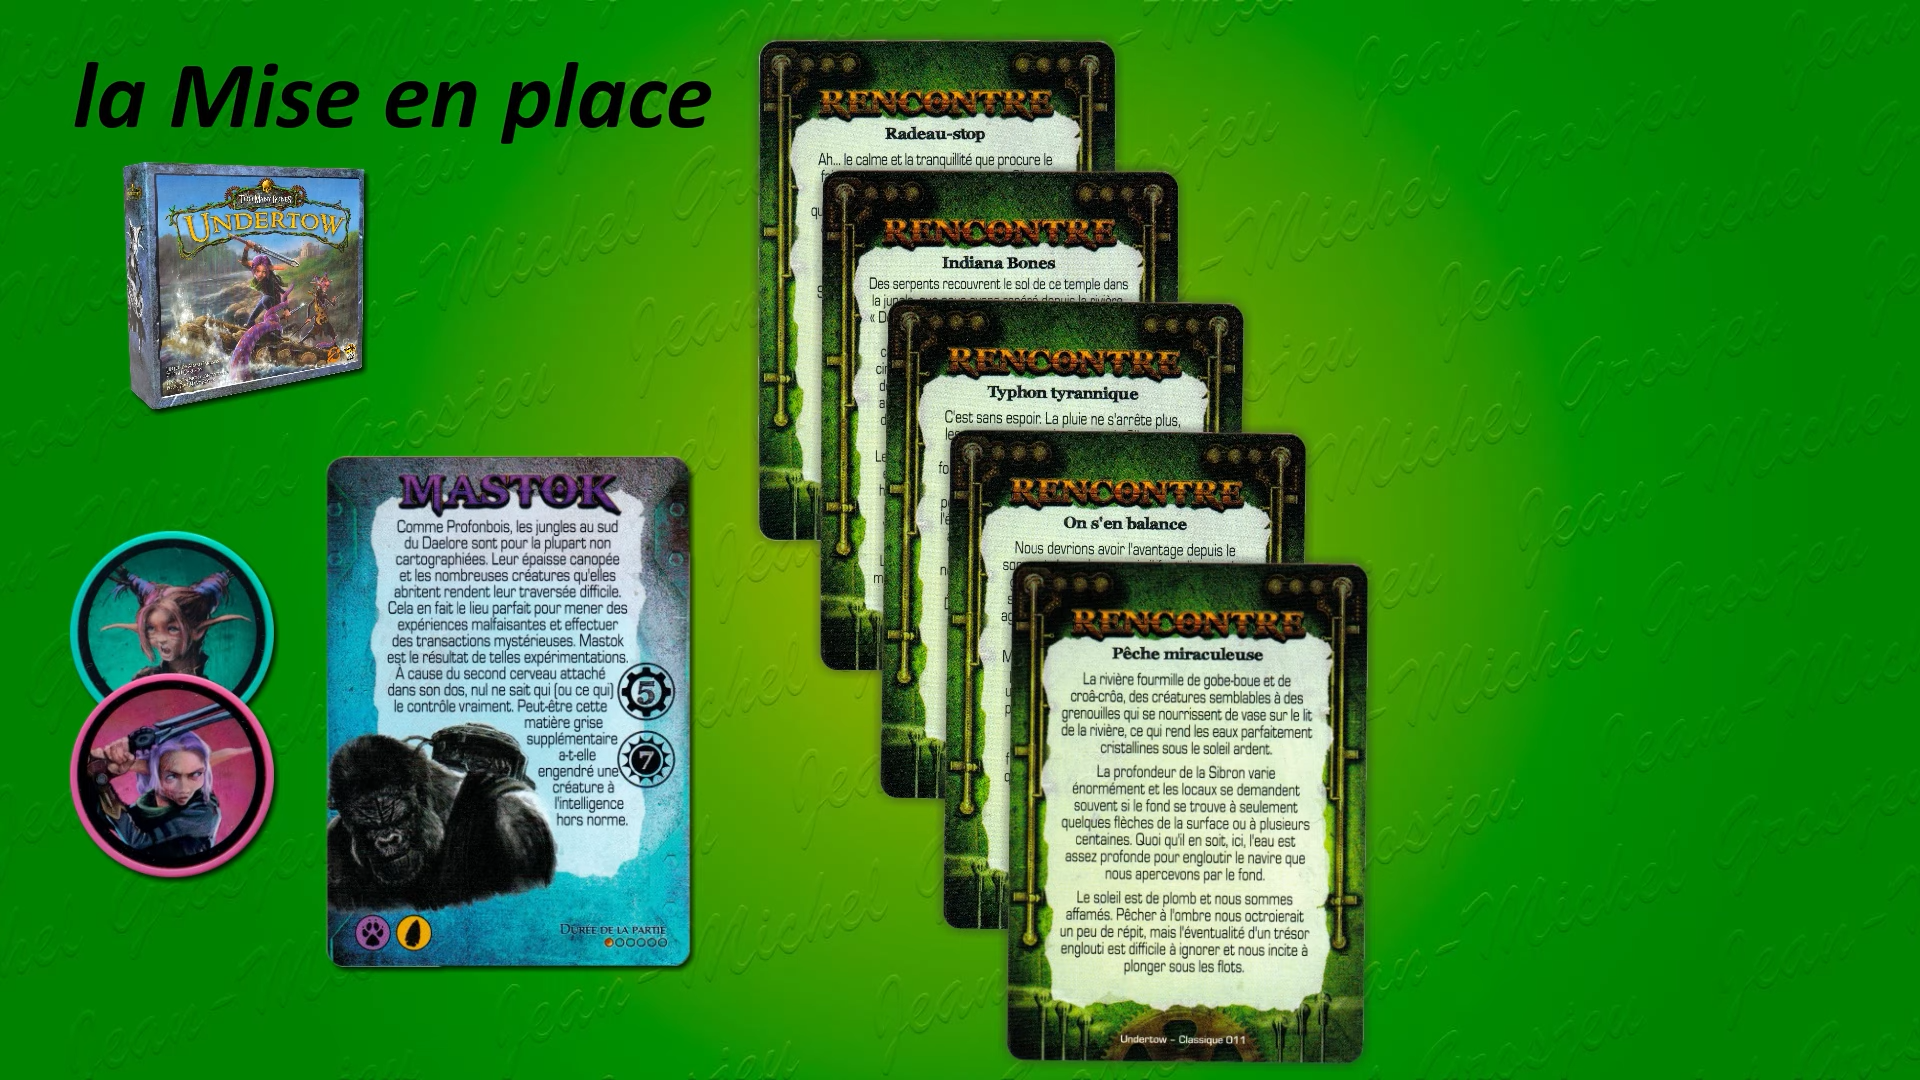 la Mise en place
TOO MANY BONES
UNDERTOW
MASTOK
Comme Profonbois, les jungles au sud
du Daelore sont pour la plupart non
cartographiées. Leur épaisse canopée
et les nombreuses créatures qu'elles
abritent rendent leur traversée difficile.
Cela en fait le lieu parfait pour mener des
expériences malfaisantes et effectuer
des transactions mystérieuses. Mastok
est le résultat de telles expérimentations.
À cause du second cerveau attaché
dans son dos, nul ne sait qui (ou ce qui)
le contrôle vraiment. Peut-être cette
matière grise
supplémentaire
a-t-elle
engendré une
créature à
l'intelligence
hors norme.
5
7
DURÉE DE LA PARTIE
RENCONTRE
Radeau-stop
Ah... le calme et la tranquillité que procure le
RENCONTRE
Indiana Bones
Des serpents recouvrent le sol de ce temple dans
RENCONTRE
Typhon tyrannique
C'est sans espoir. La pluie ne s'arrête plus,
RENCONTRE
On s'en balance
Nous devrions avoir l'avantage depuis le
RENCONTRE
Pêche miraculeuse
La rivière fourmille de gobe-boue et de
croâ-crôa, des créatures semblables à des
grenouilles qui se nourrissent de vase sur le lit
de la rivière, ce qui rend les eaux parfaitement
cristallines sous le soleil ardent.
La profondeur de la Sibron varie
énormément et les locaux se demandent
souvent si le fond se trouve à seulement
quelques flèches de la surface ou à plusieurs
centaines. Quoi qu'il en soit, ici, l'eau est
assez profonde pour engloutir le navire que
nous apercevons par le fond.
Le soleil est de plomb et nous sommes
affamés. Pêcher à l'ombre nous octroierait
un peu de répit, mais l'éventualité d'un trésor
englouti est difficile à ignorer et nous incite à
plonger sous les flots.
Undertow – Classique 011
Jean-Michel Grosjeu